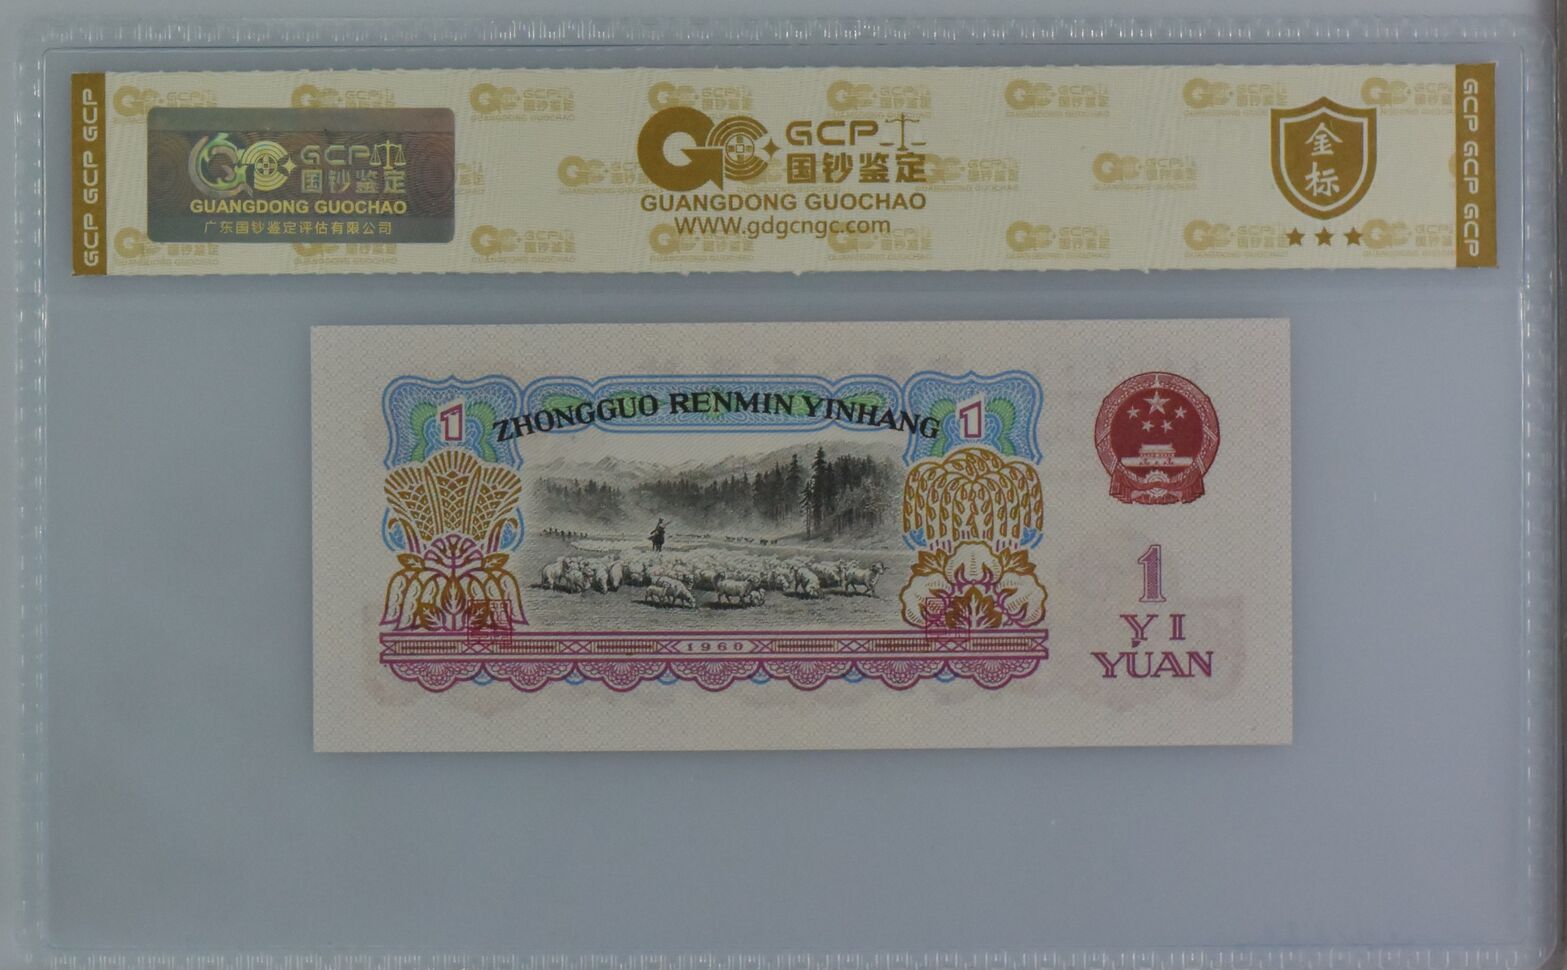 GCP GCP GCP
GCP
国钞鉴定
GUANGDONG GUOCHAO
广东国钞鉴定评估有限公司
GCP
国钞鉴定
GUANGDONG GUOCHAO
WWW.gdgcngc.com
金
标
GCP GCP GCP
ZHONGGUO RENMIN YINHANG
1
1
1960
1
YI
YÜAN